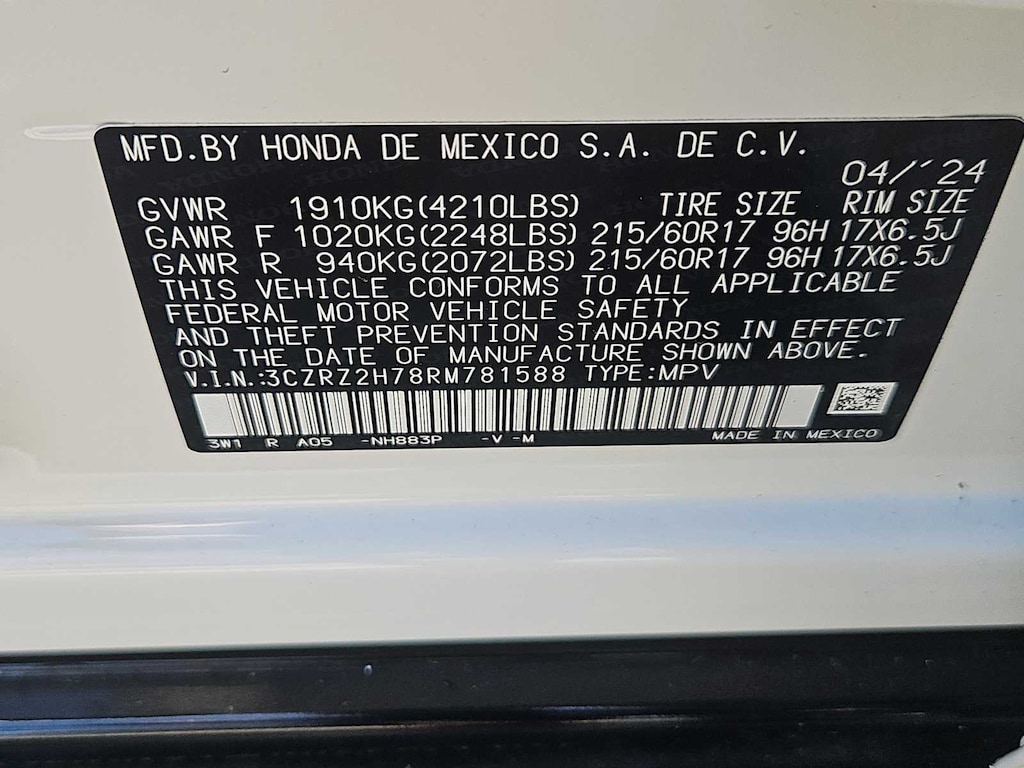 MFD.BY HONDA DE MEXICO S.A. DE C.V.
04/'24
GVWR 1910KG(4210LBS) TIRE SIZE RIM SIZE
GAWR F 1020KG(2248LBS) 215/60R17 96H 17X6.5J
GAWR R 940KG(2072LBS) 215/60R17 96H 17X6.5J
THIS VEHICLE CONFORMS TO ALL APPLICABLE
FEDERAL MOTOR VEHICLE SAFETY
AND THEFT PREVENTION STANDARDS IN EFFECT
ON THE DATE OF MANUFACTURE SHOWN ABOVE.
V.I.N.:3CZRZ2H78RM781588 TYPE:MPV
3W1 R A05 -NH883P -V -M MADE IN MEXICO